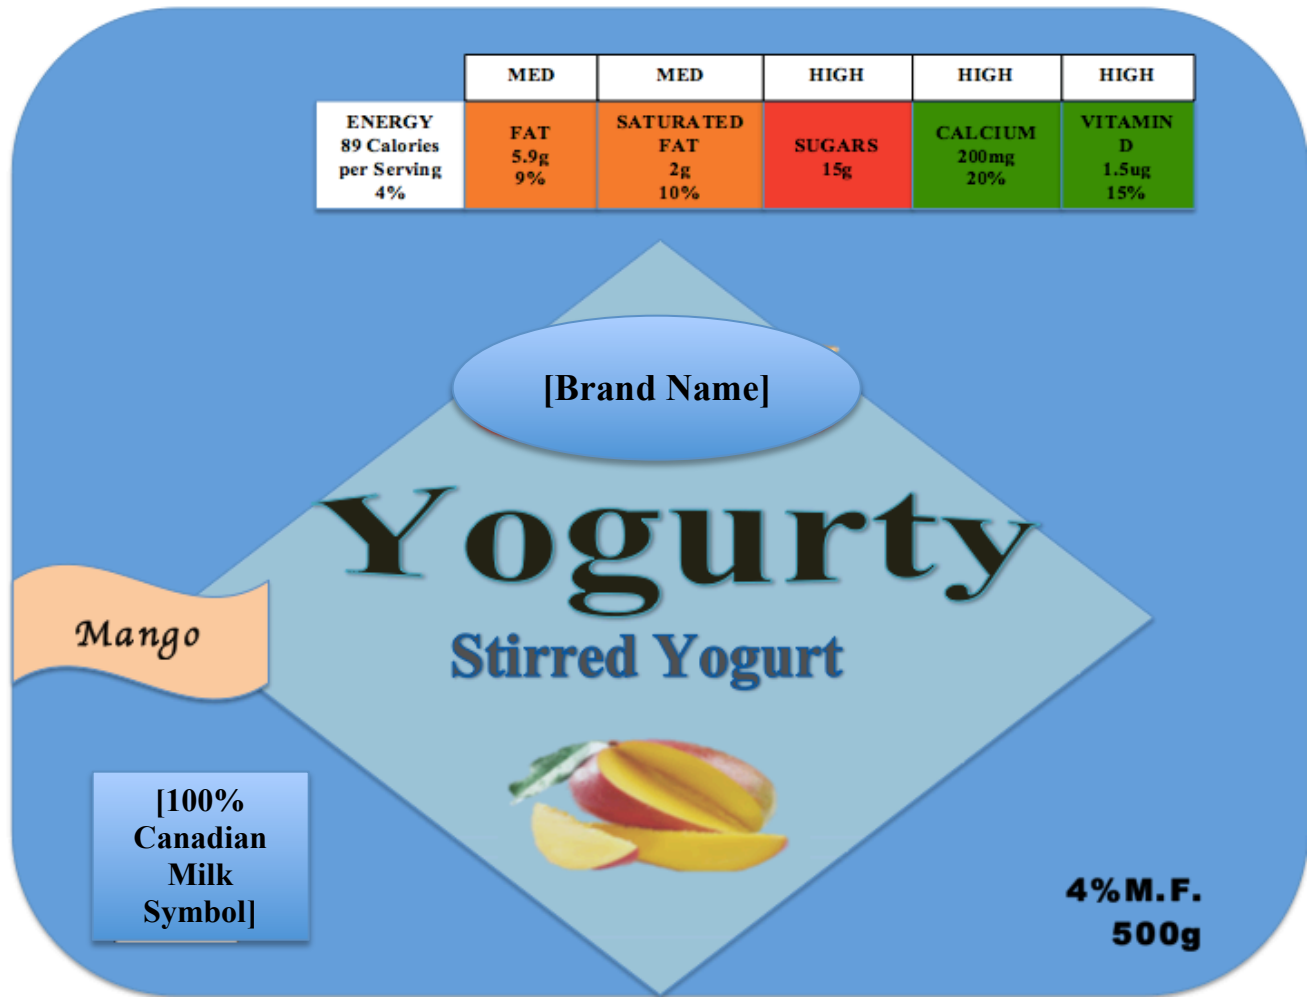 MED MED HIGH HIGH HIGH
ENERGY
89 Calories
per Serving
4%
FAT
5.9g
9%
SATURATED
FAT
2g
10%
SUGARS
15g
CALCIUM
200mg
20%
VITAMIN
D
1.5ug
15%
[Brand Name]
Yogurty
Stirred Yogurt
Mango
[100%
Canadian
Milk
Symbol]
4%M.F.
500g